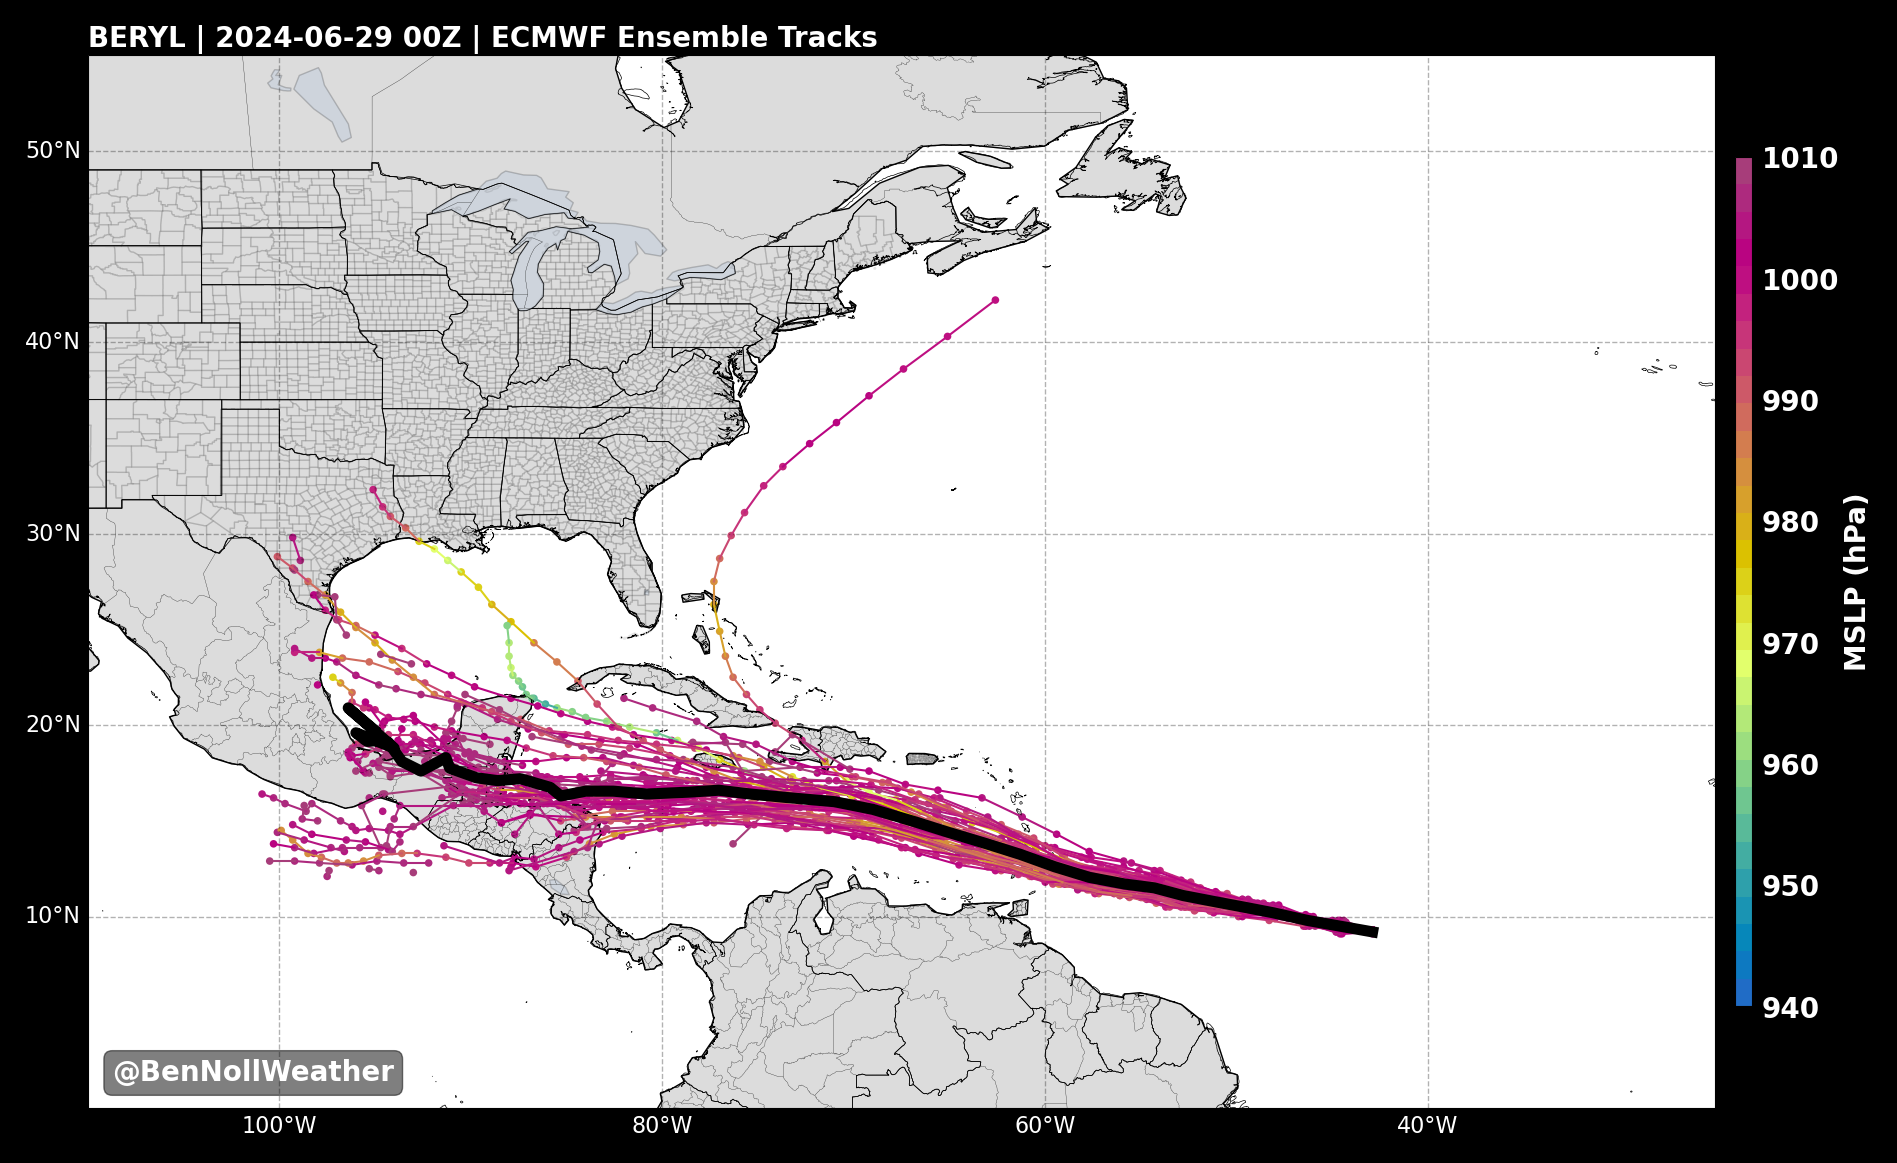 BERYL | 2024-06-29 00Z | ECMWF Ensemble Tracks
50°N
40°N
30°N
20°N
10°N
100°W
80°W
60°W
40°W
1010
1000
990
980
970
960
950
940
MSLP (hPa)
@BenNollWeather